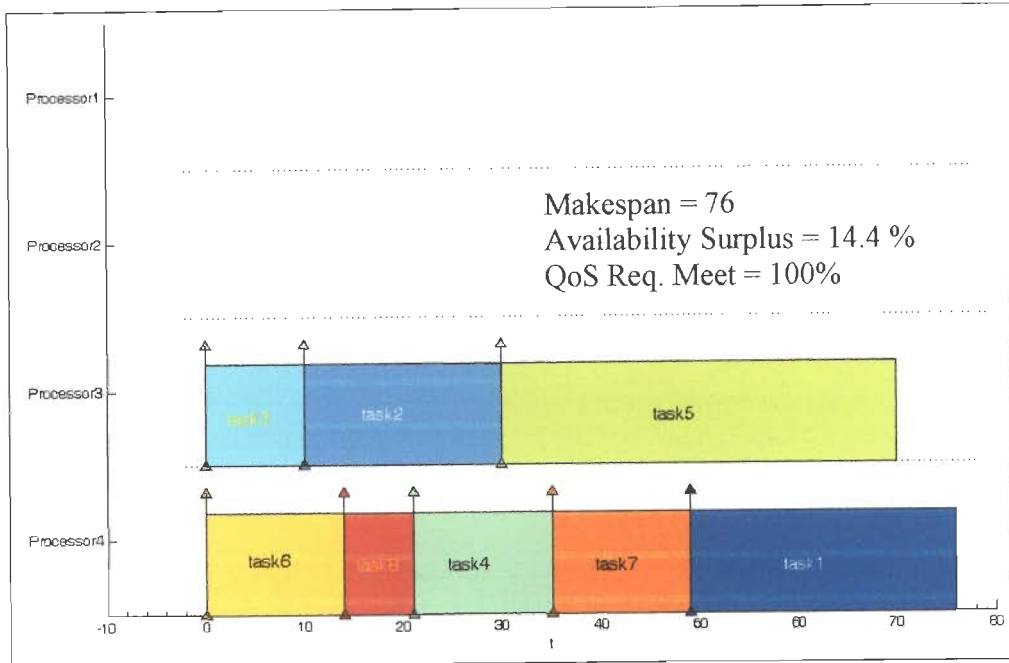 Processor1
Processor2
Makespan = 76
Availability Surplus = 14.4 %
QoS Req. Meet = 100%
Processor3
task2
task5
Processor4
task6
task8
task4
task7
task1
-10 0 10 20 30 40 50 60 70 80
t